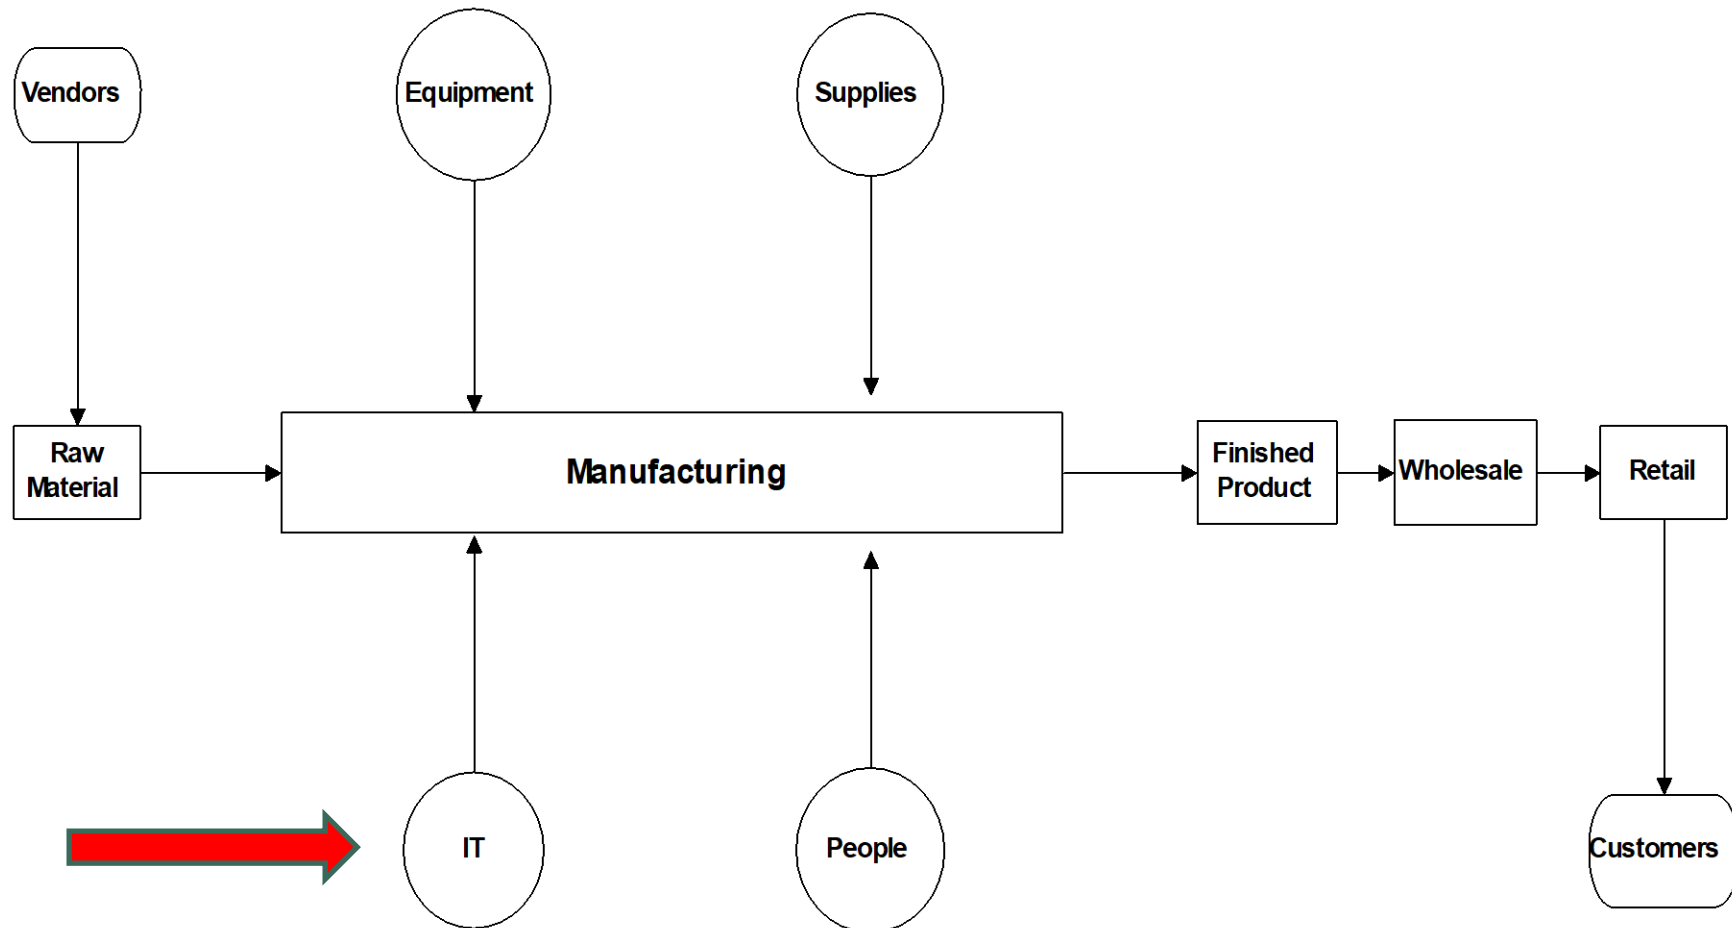 Vendors
Equipment
Supplies
Raw
Material
Manufacturing
Finished
Product
Wholesale
Retail
IT
People
Customers